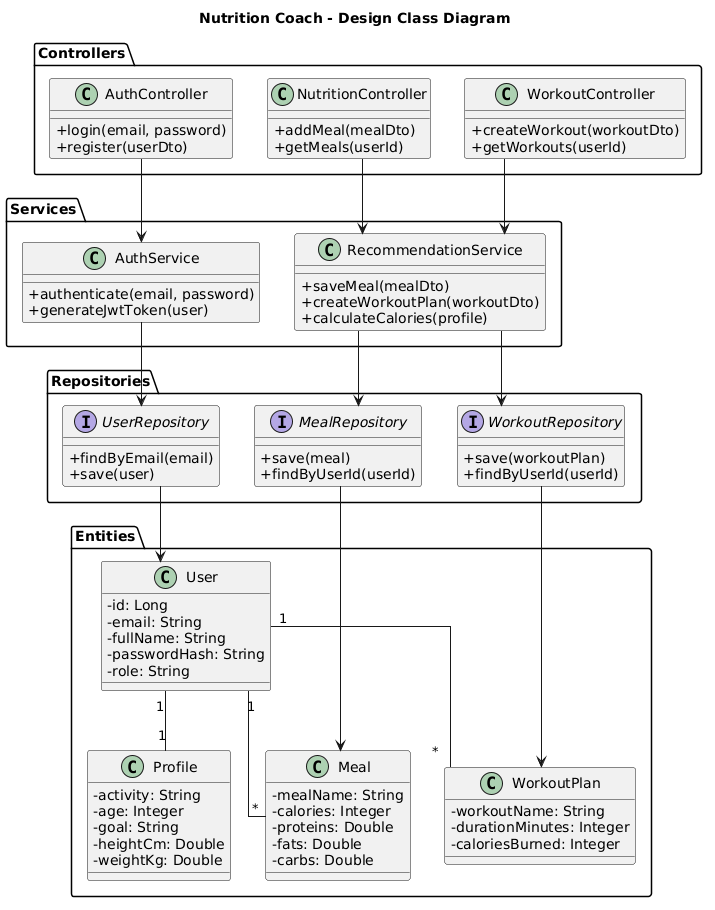 Nutrition Coach - Design Class Diagram
Controllers
C AuthController
+login(email, password)
+register(userDto)
C NutritionController
+addMeal(mealDto)
+getMeals(userId)
C WorkoutController
+createWorkout(workoutDto)
+getWorkouts(userId)
Services
C AuthService
+authenticate(email, password)
+generateJwtToken(user)
C RecommendationService
+saveMeal(mealDto)
+createWorkoutPlan(workoutDto)
+calculateCalories(profile)
Repositories
I UserRepository
+findByEmail(email)
+save(user)
I MealRepository
+save(meal)
+findByUserId(userId)
I WorkoutRepository
+save(workoutPlan)
+findByUserId(userId)
Entities
C User
-id: Long
-email: String
-fullName: String
-passwordHash: String
-role: String
1
1
1
1
*
*
C Profile
-activity: String
-age: Integer
-goal: String
-heightCm: Double
-weightKg: Double
C Meal
-mealName: String
-calories: Integer
-proteins: Double
-fats: Double
-carbs: Double
C WorkoutPlan
-workoutName: String
-durationMinutes: Integer
-caloriesBurned: Integer